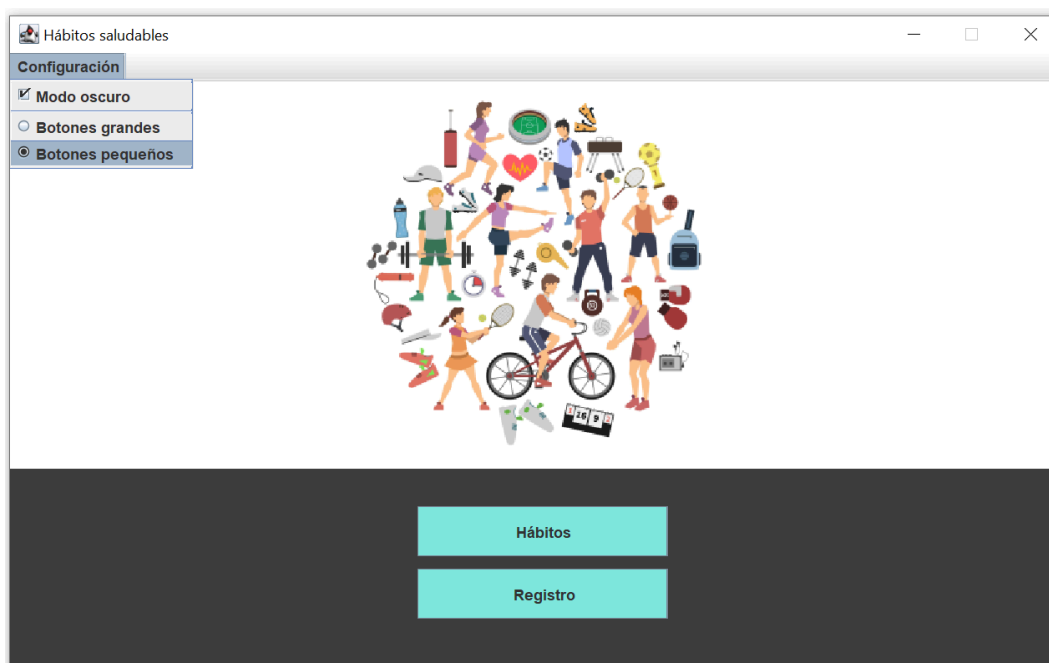 Hábitos saludables
Configuración
Modo oscuro
Botones grandes
Botones pequeños
Hábitos
Registro